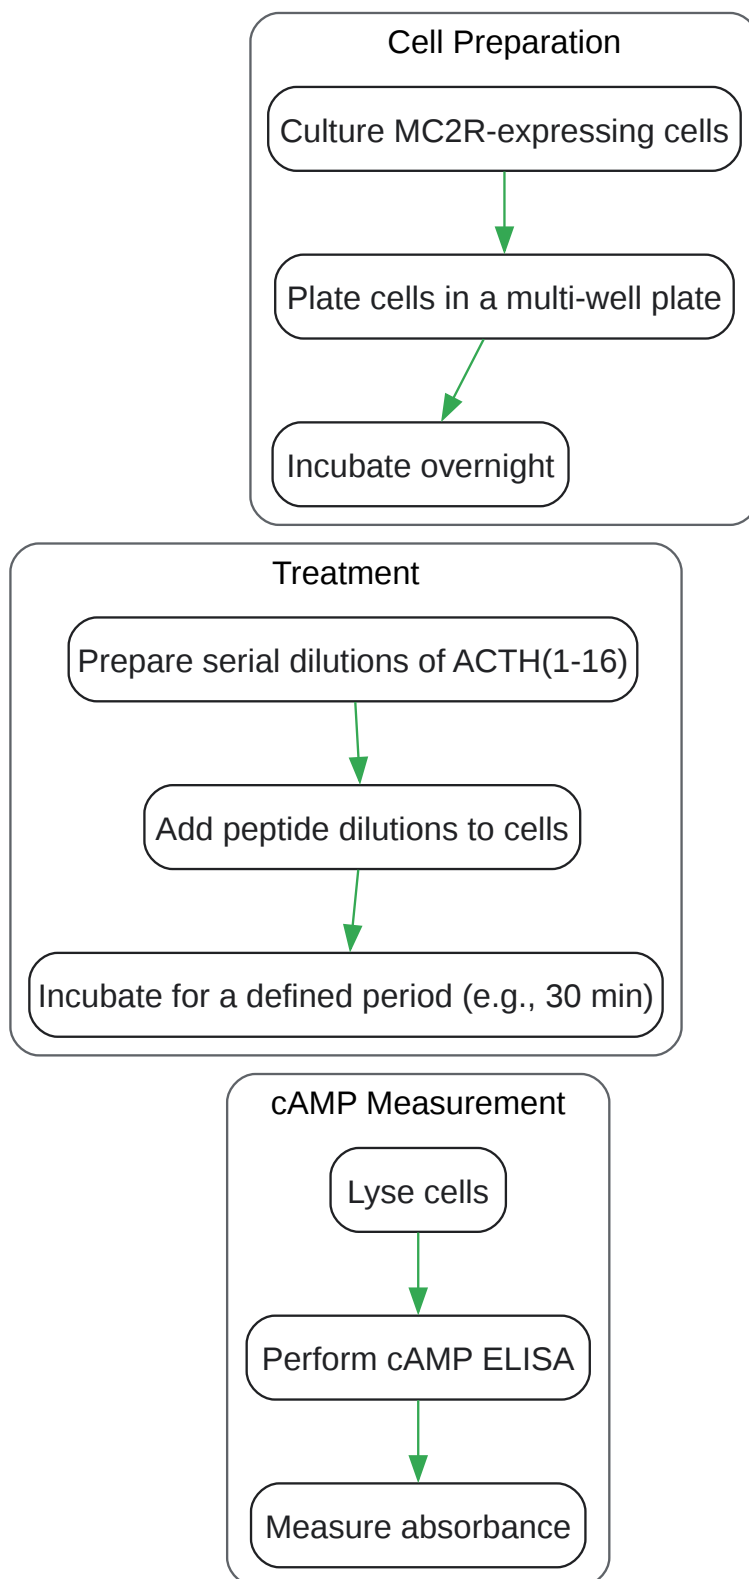 Cell Preparation
Culture MC2R-expressing cells
Plate cells in a multi-well plate
Incubate overnight
Treatment
Prepare serial dilutions of ACTH(1-16)
Add peptide dilutions to cells
Incubate for a defined period (e.g., 30 min)
cAMP Measurement
Lyse cells
Perform cAMP ELISA
Measure absorbance